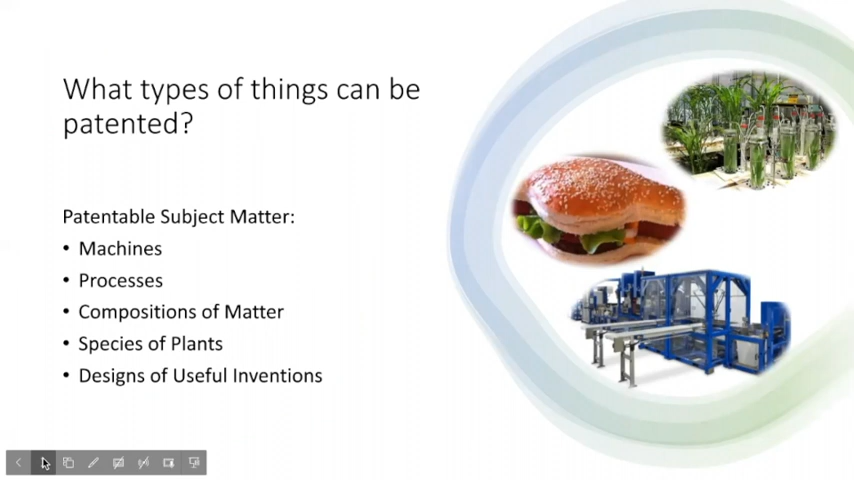 What types of things can be
patented?
Patentable Subject Matter:
• Machines
• Processes
• Compositions of Matter
• Species of Plants
• Designs of Useful Inventions